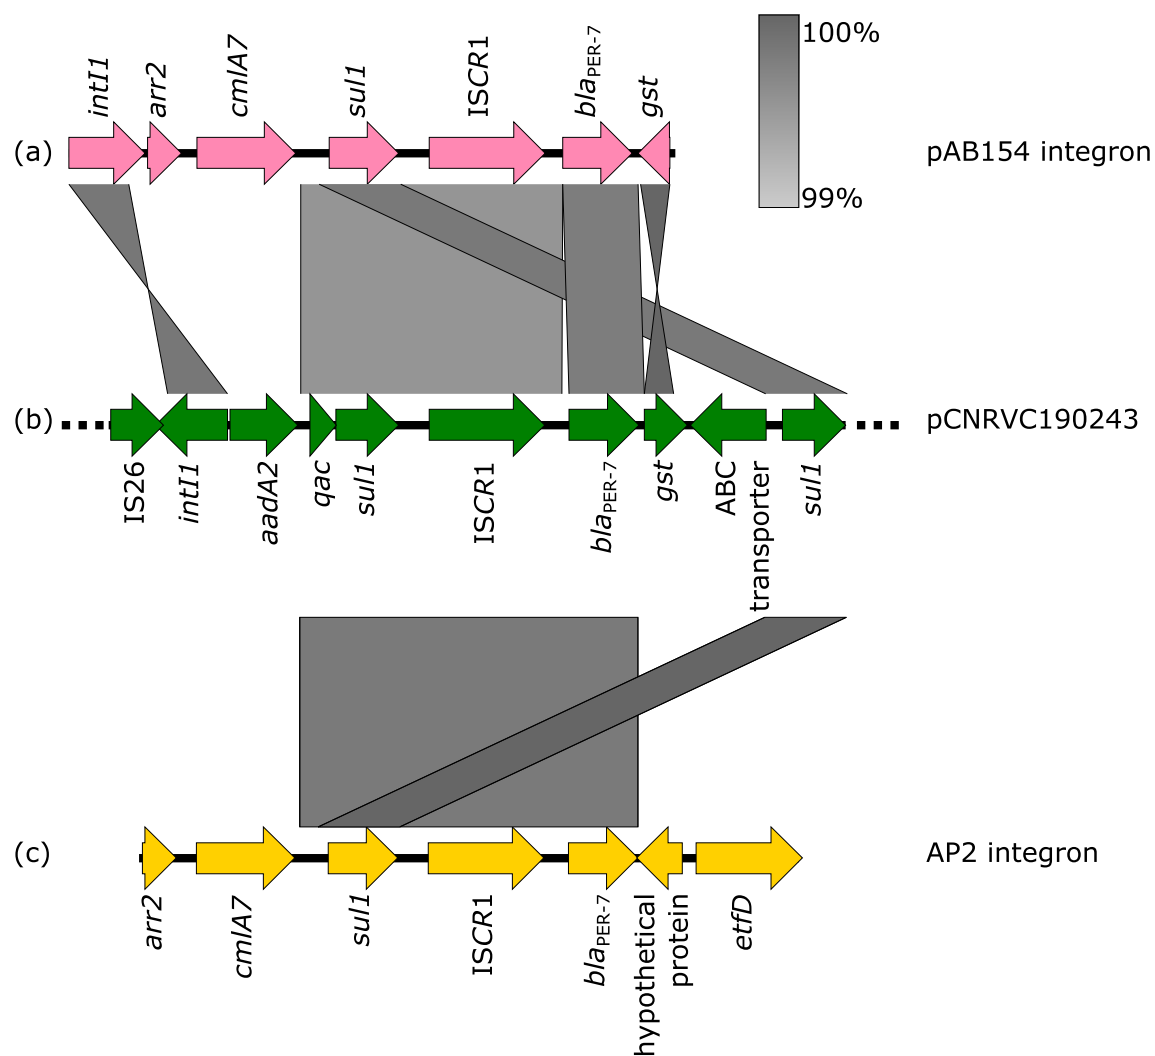 100%
99%
intI1
arr2
cmlA7
sul1
ISCR1
blaPER-7
gst
(a)
pAB154 integron
(b)
pCNRVC190243
IS26
intI1
aadA2
qac
sul1
ISCR1
blaPER-7
gst
ABC
transporter
sul1
(c)
AP2 integron
arr2
cmlA7
sul1
ISCR1
blaPER-7
hypothetical
protein
etfD